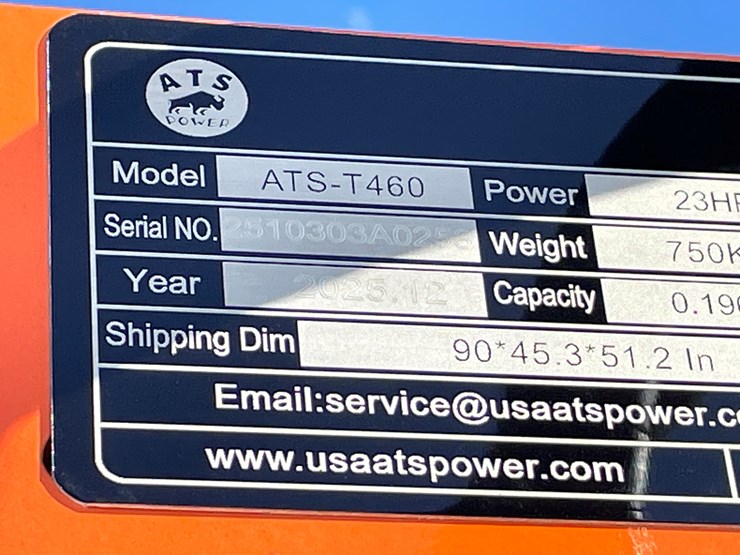 ATS
POWER
Model ATS-T460 Power 23HP
Serial NO. Weight 750K
Year 2025.12 Capacity 0.19
Shipping Dim 90*45.3*51.2 In
Email:service@usaatspower.c
www.usaatspower.com